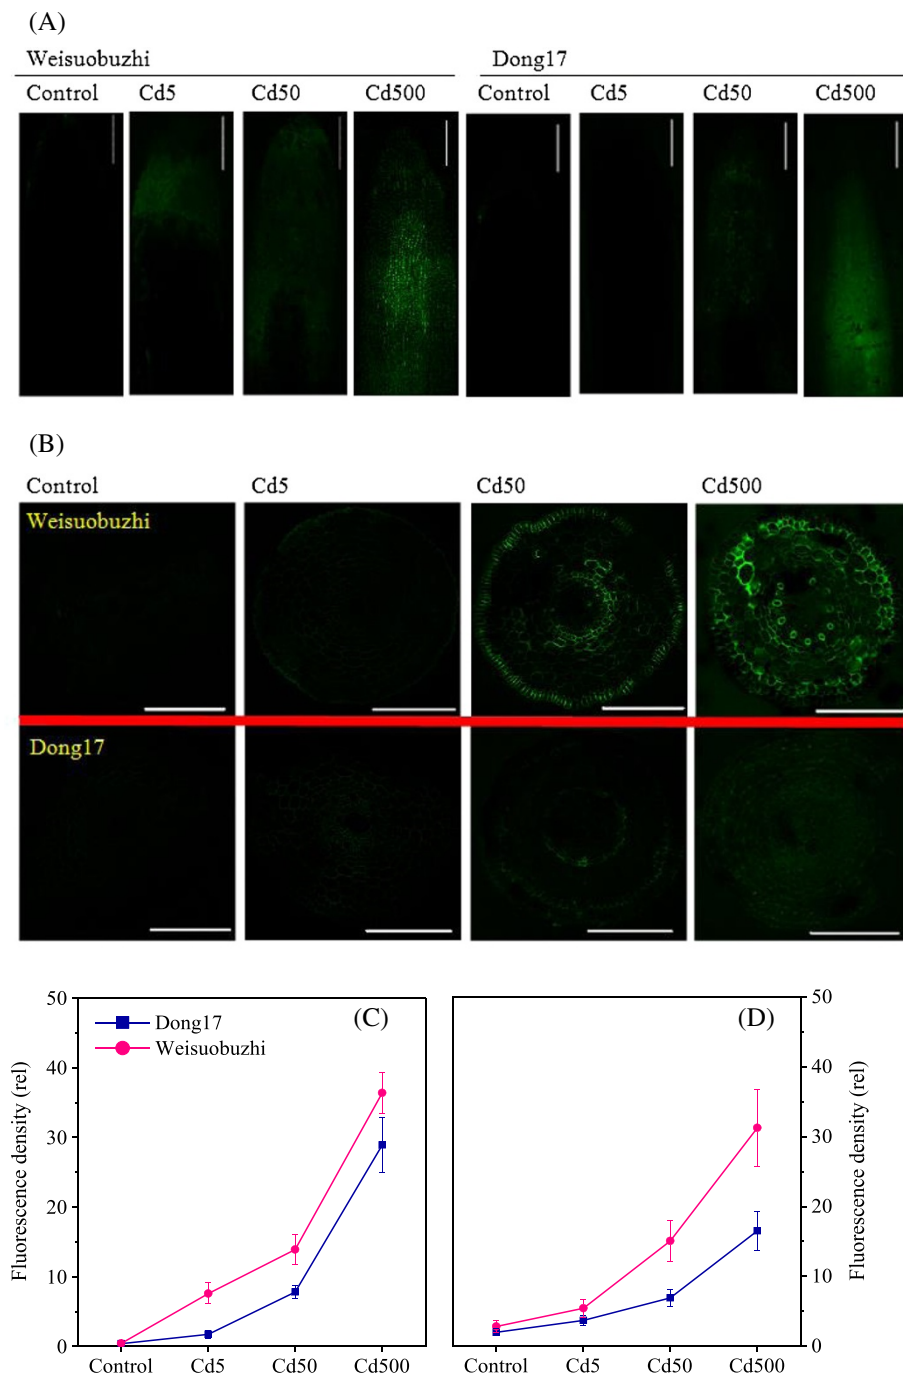 (A)
Weisuobuzhi Dong17
Control Cd5 Cd50 Cd500 Control Cd5 Cd50 Cd500
(B)
Control Cd5 Cd50 Cd500
Weisuobuzhi
Dong17
50 50
Dong17 (C) (D)
Weisuobuzhi
40 40
30 30
20 20
10 10
0 0
Fluorescence density (rel)
Fluorescence density (rel)
Control Cd5 Cd50 Cd500 Control Cd5 Cd50 Cd500